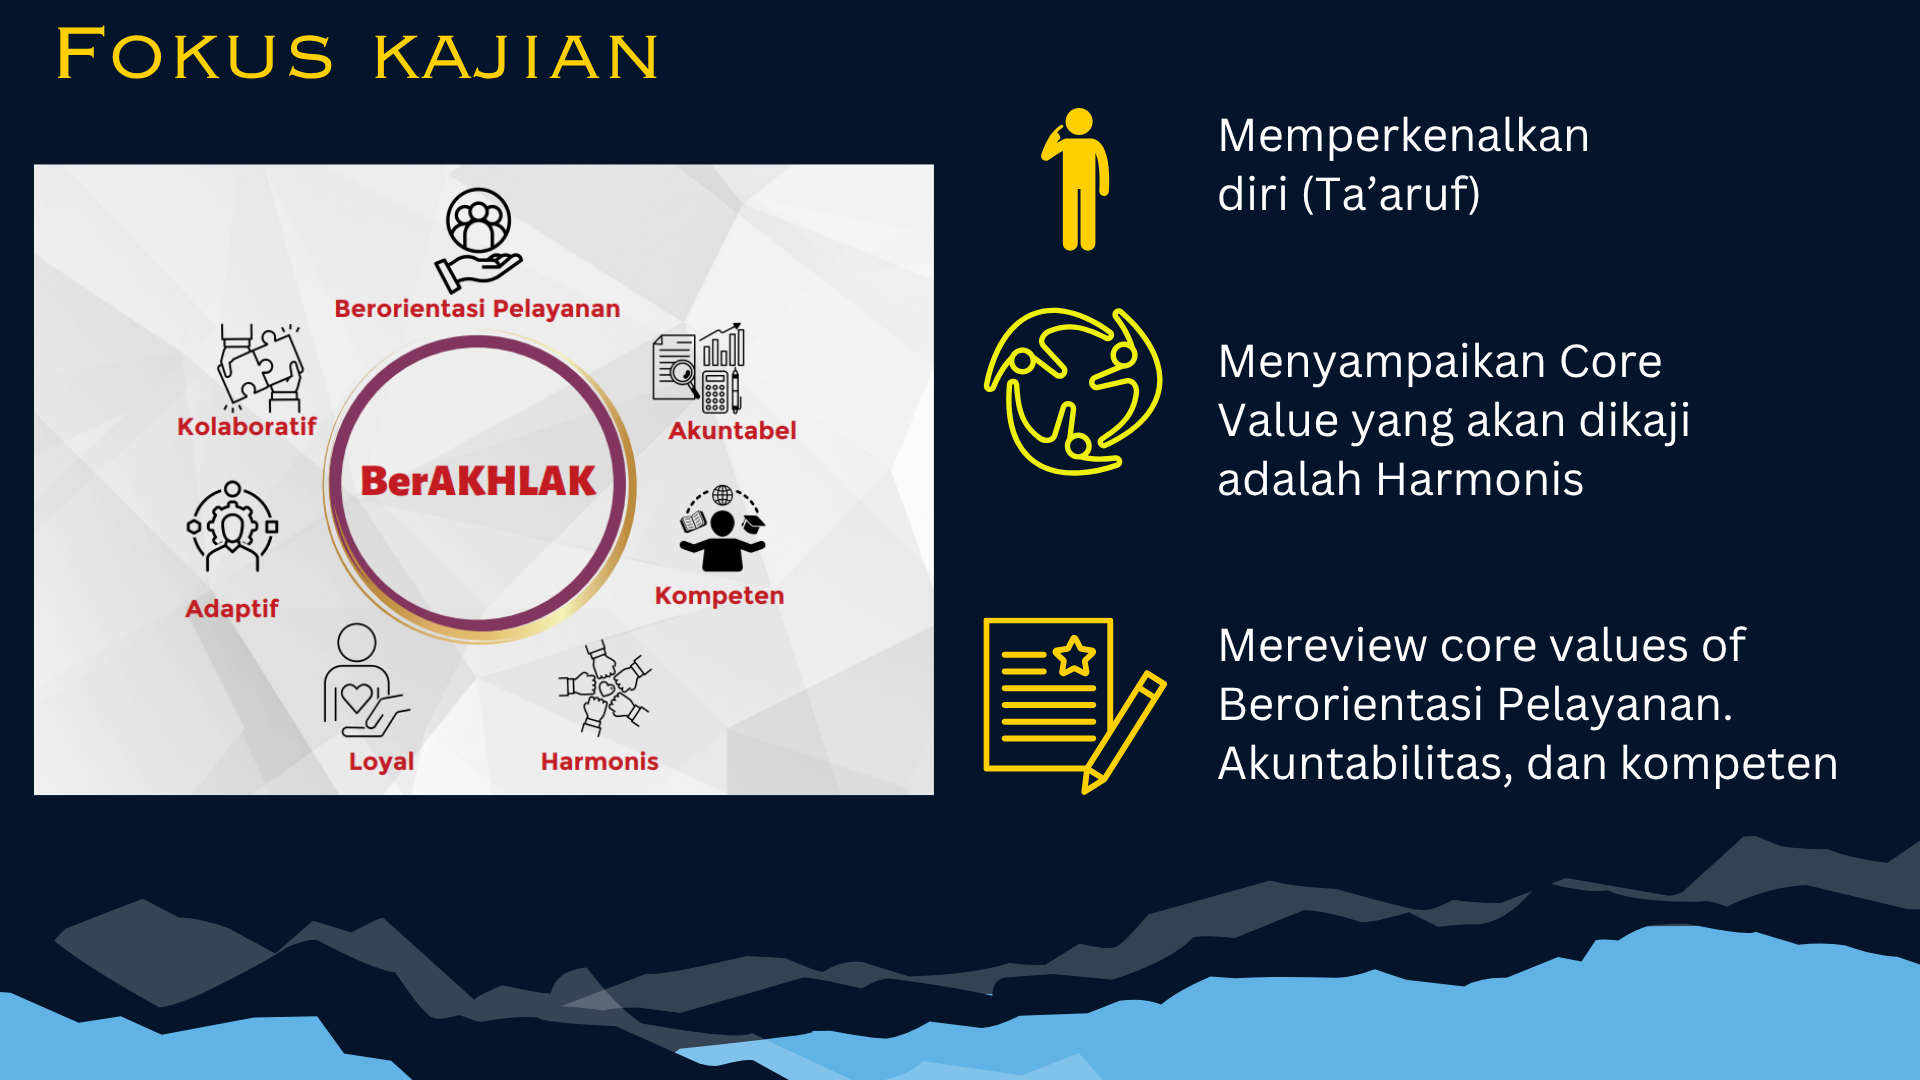 Fokus kajian
Berorientasi Pelayanan
Kolaboratif
Akuntabel
BerAKHLAK
Adaptif
Kompeten
Loyal
Harmonis
Memperkenalkan
diri (Ta’aruf)
Menyampaikan Core
Value yang akan dikaji
adalah Harmonis
Mereview core values of
Berorientasi Pelayanan.
Akuntabilitas, dan kompeten